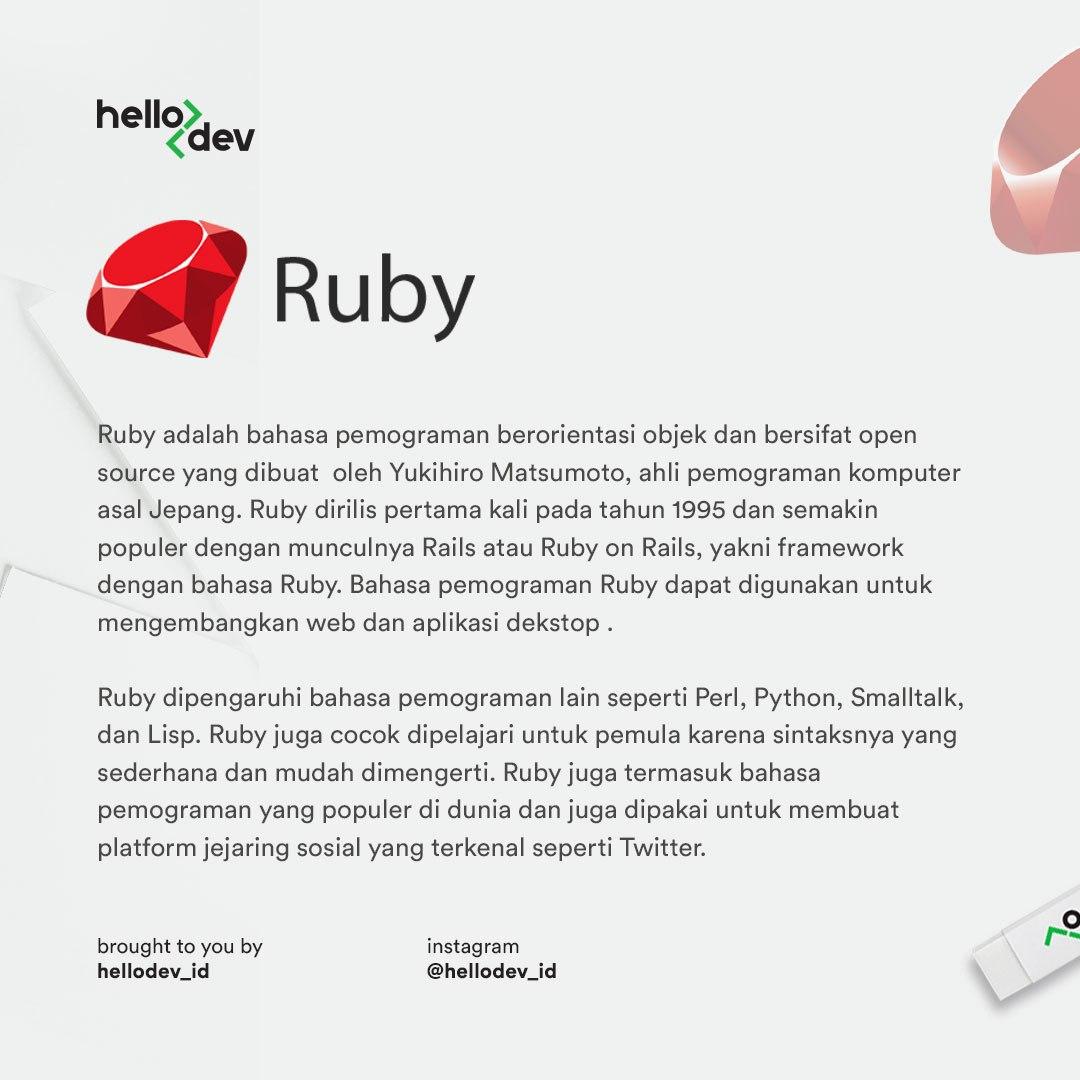 hello
dev
Ruby
Ruby adalah bahasa pemograman berorientasi objek dan bersifat open
source yang dibuat  oleh Yukihiro Matsumoto, ahli pemograman komputer
asal Jepang. Ruby dirilis pertama kali pada tahun 1995 dan semakin
populer dengan munculnya Rails atau Ruby on Rails, yakni framework
dengan bahasa Ruby. Bahasa pemograman Ruby dapat digunakan untuk
mengembangkan web dan aplikasi dekstop .
Ruby dipengaruhi bahasa pemograman lain seperti Perl, Python, Smalltalk,
dan Lisp. Ruby juga cocok dipelajari untuk pemula karena sintaksnya yang
sederhana dan mudah dimengerti. Ruby juga termasuk bahasa
pemograman yang populer di dunia dan juga dipakai untuk membuat
platform jejaring sosial yang terkenal seperti Twitter.
brought to you by
hellodev_id
instagram
@hellodev_id